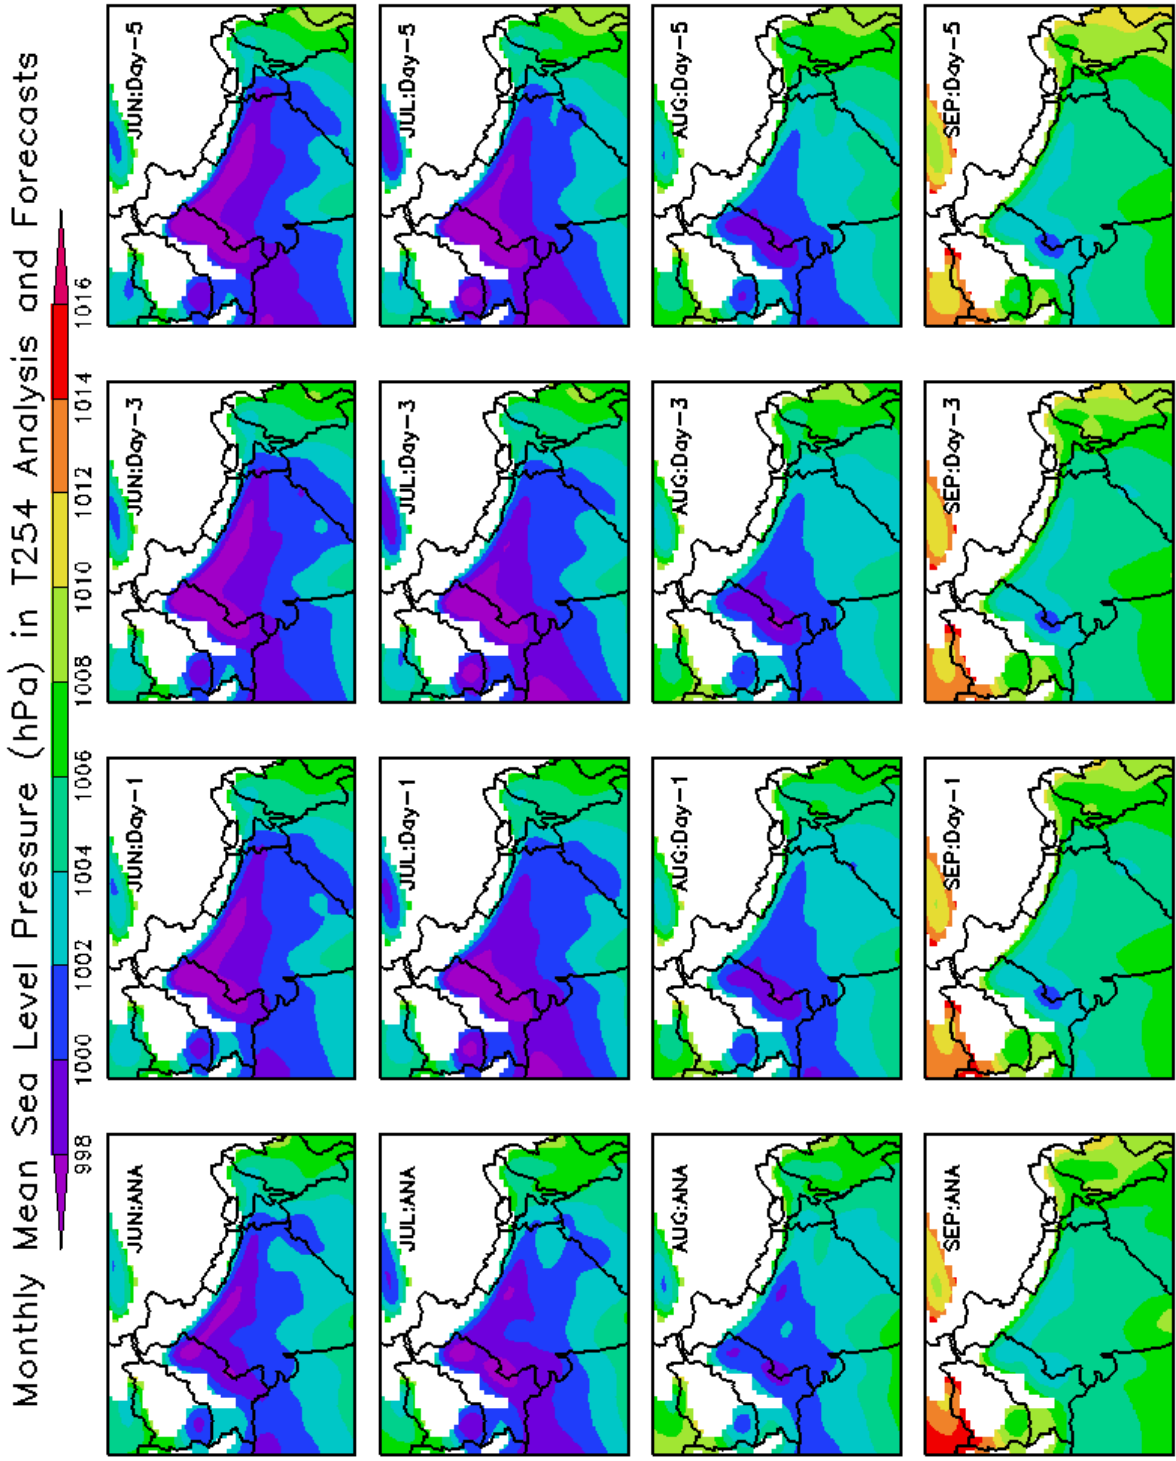 Monthly Mean Sea Level Pressure (hPa) in T254 Analysis and Forecasts
998 1000 1002 1004 1006 1008 1010 1012 1014 1016
JUN:ANA JUN:Day-1 JUN:Day-3 JUN:Day-5
JUL:ANA JUL:Day-1 JUL:Day-3 JUL:Day-5
AUG:ANA AUG:Day-1 AUG:Day-3 AUG:Day-5
SEP:ANA SEP:Day-1 SEP:Day-3 SEP:Day-5